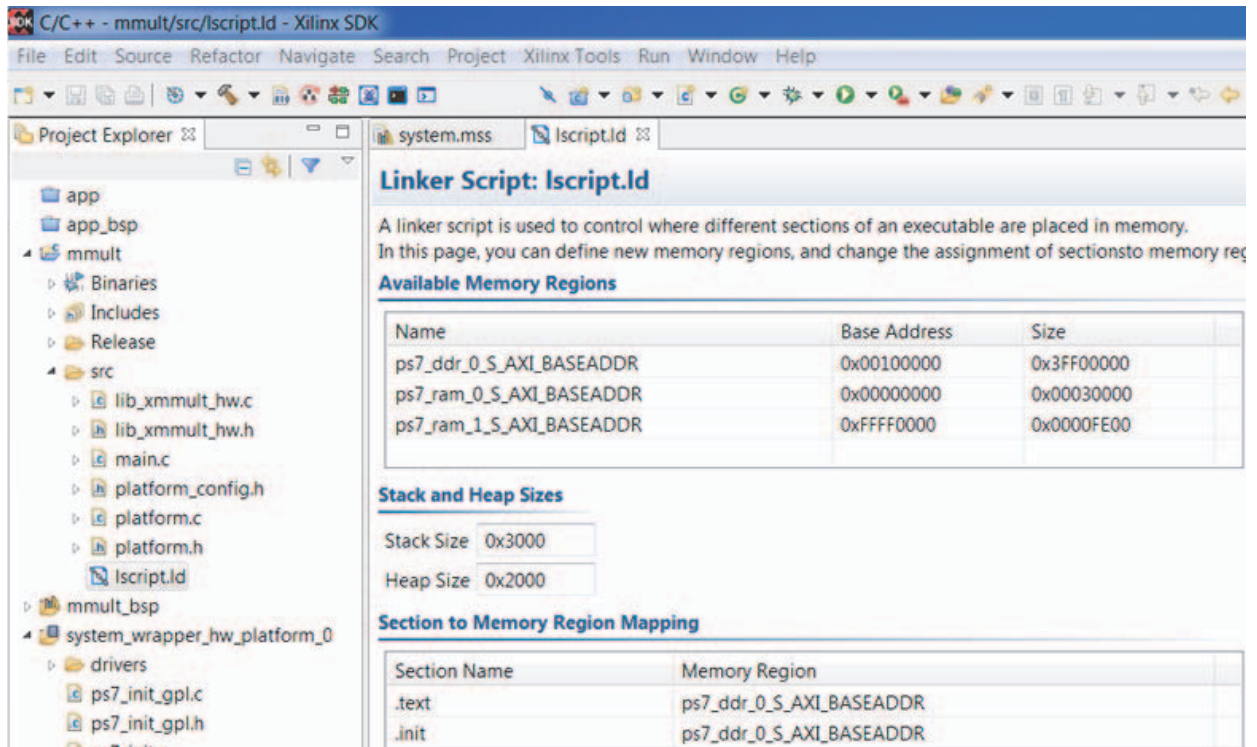 C/C++ - mmult/src/lscript.ld - Xilinx SDK
File Edit Source Refactor Navigate Search Project Xilinx Tools Run Window Help
Project Explorer
app
app_bsp
mmult
Binaries
Includes
Release
src
lib_xmmult_hw.c
lib_xmmult_hw.h
main.c
platform_config.h
platform.c
platform.h
lscript.ld
mmult_bsp
system_wrapper_hw_platform_0
drivers
ps7_init_gpl.c
ps7_init_gpl.h
system.mss lscript.ld
Linker Script: lscript.ld
A linker script is used to control where different sections of an executable are placed in memory.
In this page, you can define new memory regions, and change the assignment of sectionsto memory reg
Available Memory Regions
Name Base Address Size
ps7_ddr_0_S_AXI_BASEADDR 0x00100000 0x3FF00000
ps7_ram_0_S_AXI_BASEADDR 0x00000000 0x00030000
ps7_ram_1_S_AXI_BASEADDR 0xFFFF0000 0x0000FE00
Stack and Heap Sizes
Stack Size 0x3000
Heap Size 0x2000
Section to Memory Region Mapping
Section Name Memory Region
.text ps7_ddr_0_S_AXI_BASEADDR
.init ps7_ddr_0_S_AXI_BASEADDR